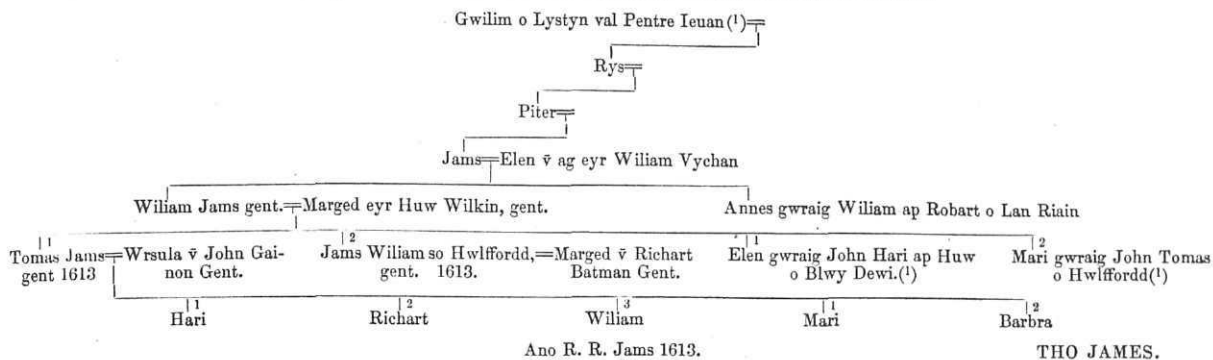 Gwilim o Lystyn val Pentre Ieuan(¹)
Rys
Piter
Jams=Elen v̄ ag eyr Wiliam Vychan
Wiliam Jams gent.=Marged eyr Huw Wilkin, gent. Annes gwraig Wiliam ap Robart o Lan Riain
1 2 1 2
Tomas Jams=Wrsula v̄ John Gai- Jams Wiliam so Hwlffordd,=Marged v̄ Richart Elen gwraig John Hari ap Huw Mari gwraig John Tomas
gent 1613 non Gent. gent. 1613. Batman Gent. o Blwy Dewi.(¹) o Hwlffordd(¹)
1 2 3 1 2
Hari Richart Wiliam Mari Barbra
Ano R. R. Jams 1613. THO JAMES.